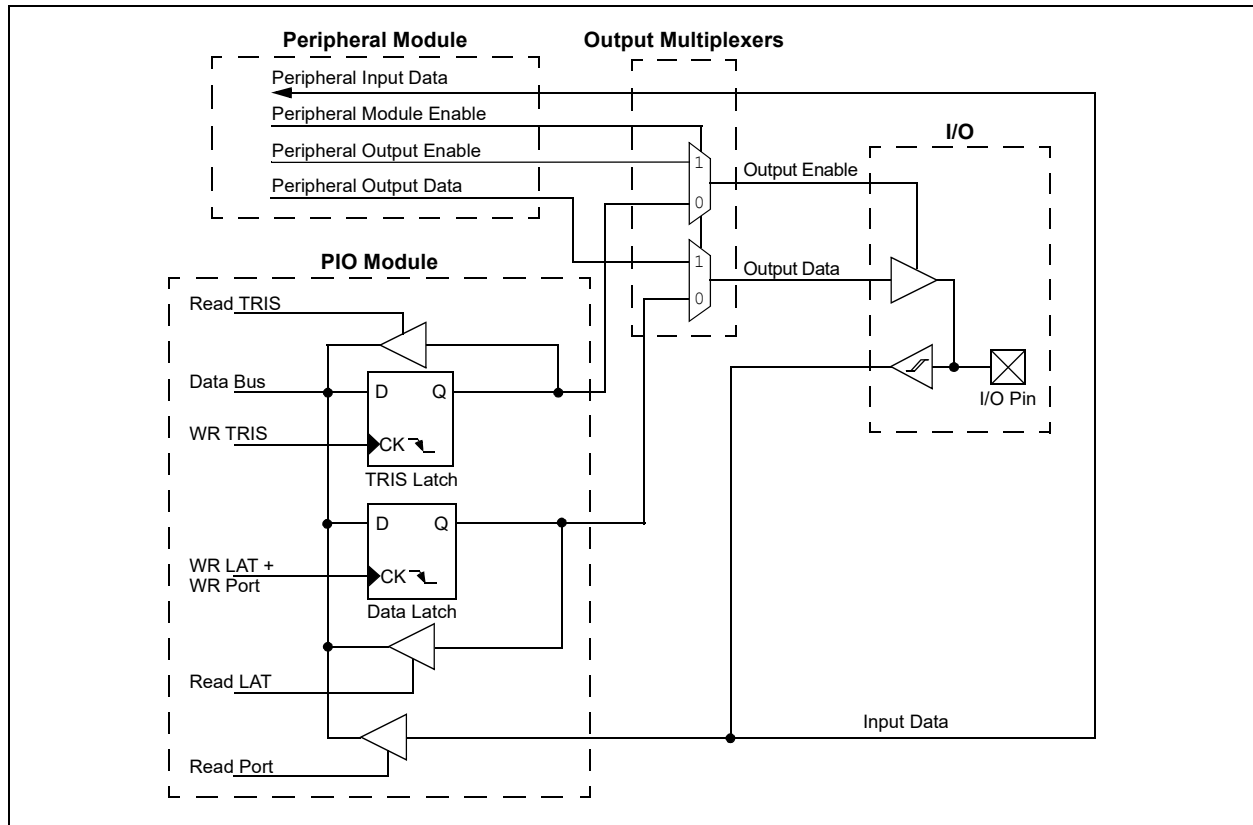 Peripheral Module
Output Multiplexers
Peripheral Input Data
Peripheral Module Enable
Peripheral Output Enable
Peripheral Output Data
1
0
Output Enable
1
0
Output Data
I/O
I/O Pin
PIO Module
Read TRIS
Data Bus
D Q
WR TRIS
CK
TRIS Latch
D Q
WR LAT +
WR Port
CK
Data Latch
Read LAT
Input Data
Read Port